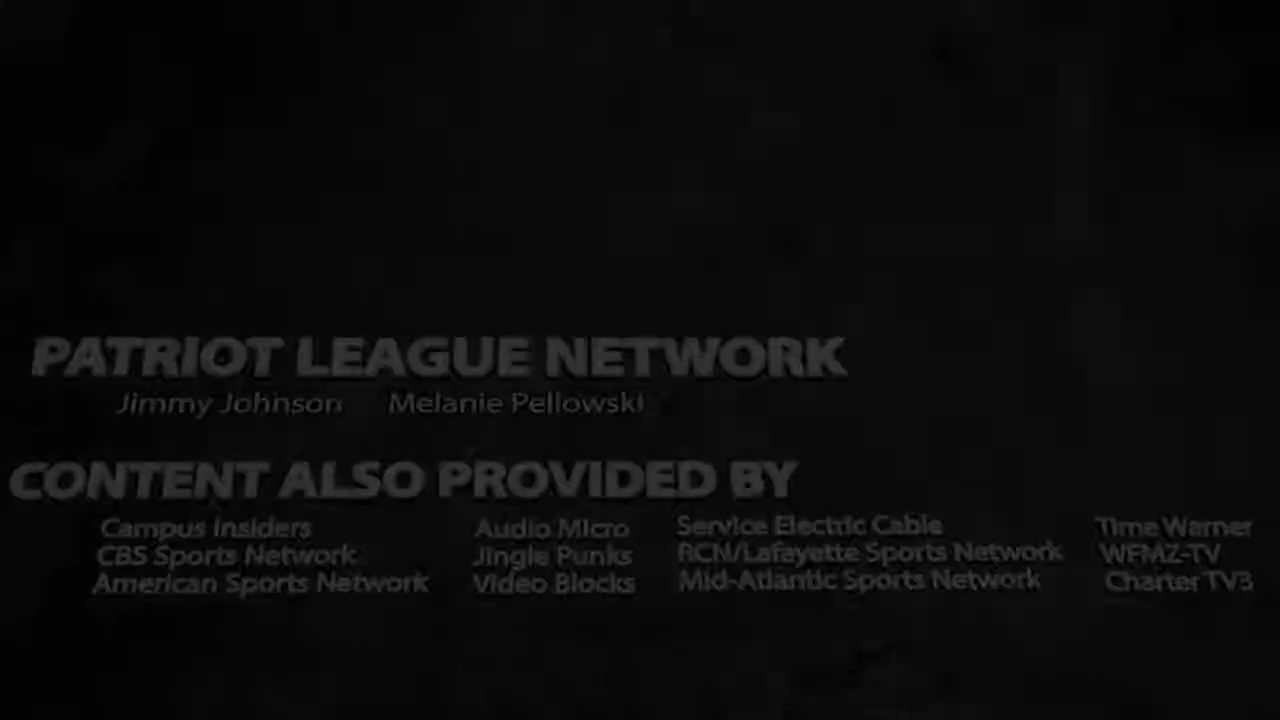 PATRIOT LEAGUE NETWORK
Jimmy Johnson Melanie Pellowski
CONTENT ALSO PROVIDED BY
Campus Insiders Audio Micro Service Electric Cable Time Warner
CBS Sports Network Jingle Punks RCN/Lafayette Sports Network WFMZ-TV
American Sports Network Video Blocks Mid-Atlantic Sports Network Charter TV3